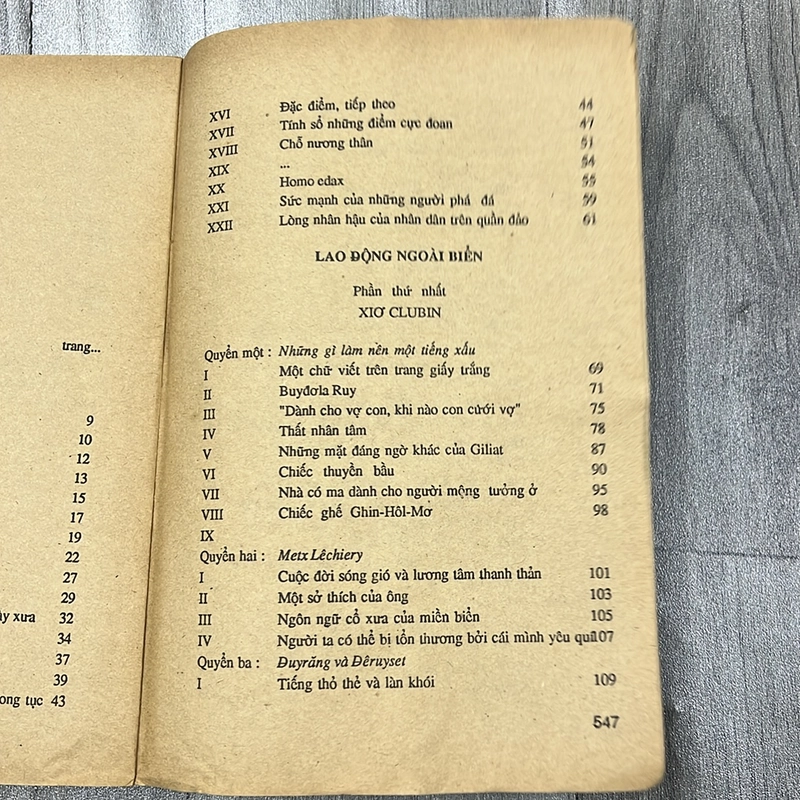 trang...
9
10
12
13
15
17
19
22
27
29
xưa 32
34
37
39
tục 43
XVI Đặc điểm, tiếp theo 44
XVII Tính số những điểm cực đoan 47
XVIII Chỗ nương thân 51
XIX ... 54
XX Homo edax 55
XXI Sức mạnh của những người phá đá 59
XXII Lòng nhân hậu của nhân dân trên quần đảo 61
LAO ĐỘNG NGOÀI BIỂN
Phần thứ nhất
XIƠ CLUBIN
Quyển một : Những gì làm nên một tiếng xấu
I Một chữ viết trên trang giấy trắng 69
II Buyđơla Ruy 71
III "Dành cho vợ con, khi nào con cưới vợ" 75
IV Thất nhân tâm 78
V Những mặt đáng ngờ khác của Giliat 87
VI Chiếc thuyền bầu 90
VII Nhà có ma dành cho người mộng tưởng ở 95
VIII Chiếc ghế Ghin-Hôl-Mơ 98
IX
Quyển hai : Metx Lêchiery
I Cuộc đời sóng gió và lương tâm thanh thản 101
II Một sở thích của ông 103
III Ngôn ngữ cổ xưa của miền biển 105
IV Người ta có thể bị tổn thương bởi cái mình yêu quí 107
Quyển ba : Đuyrăng và Đêruyset
I Tiếng thỏ thẻ và làn khói 109
547